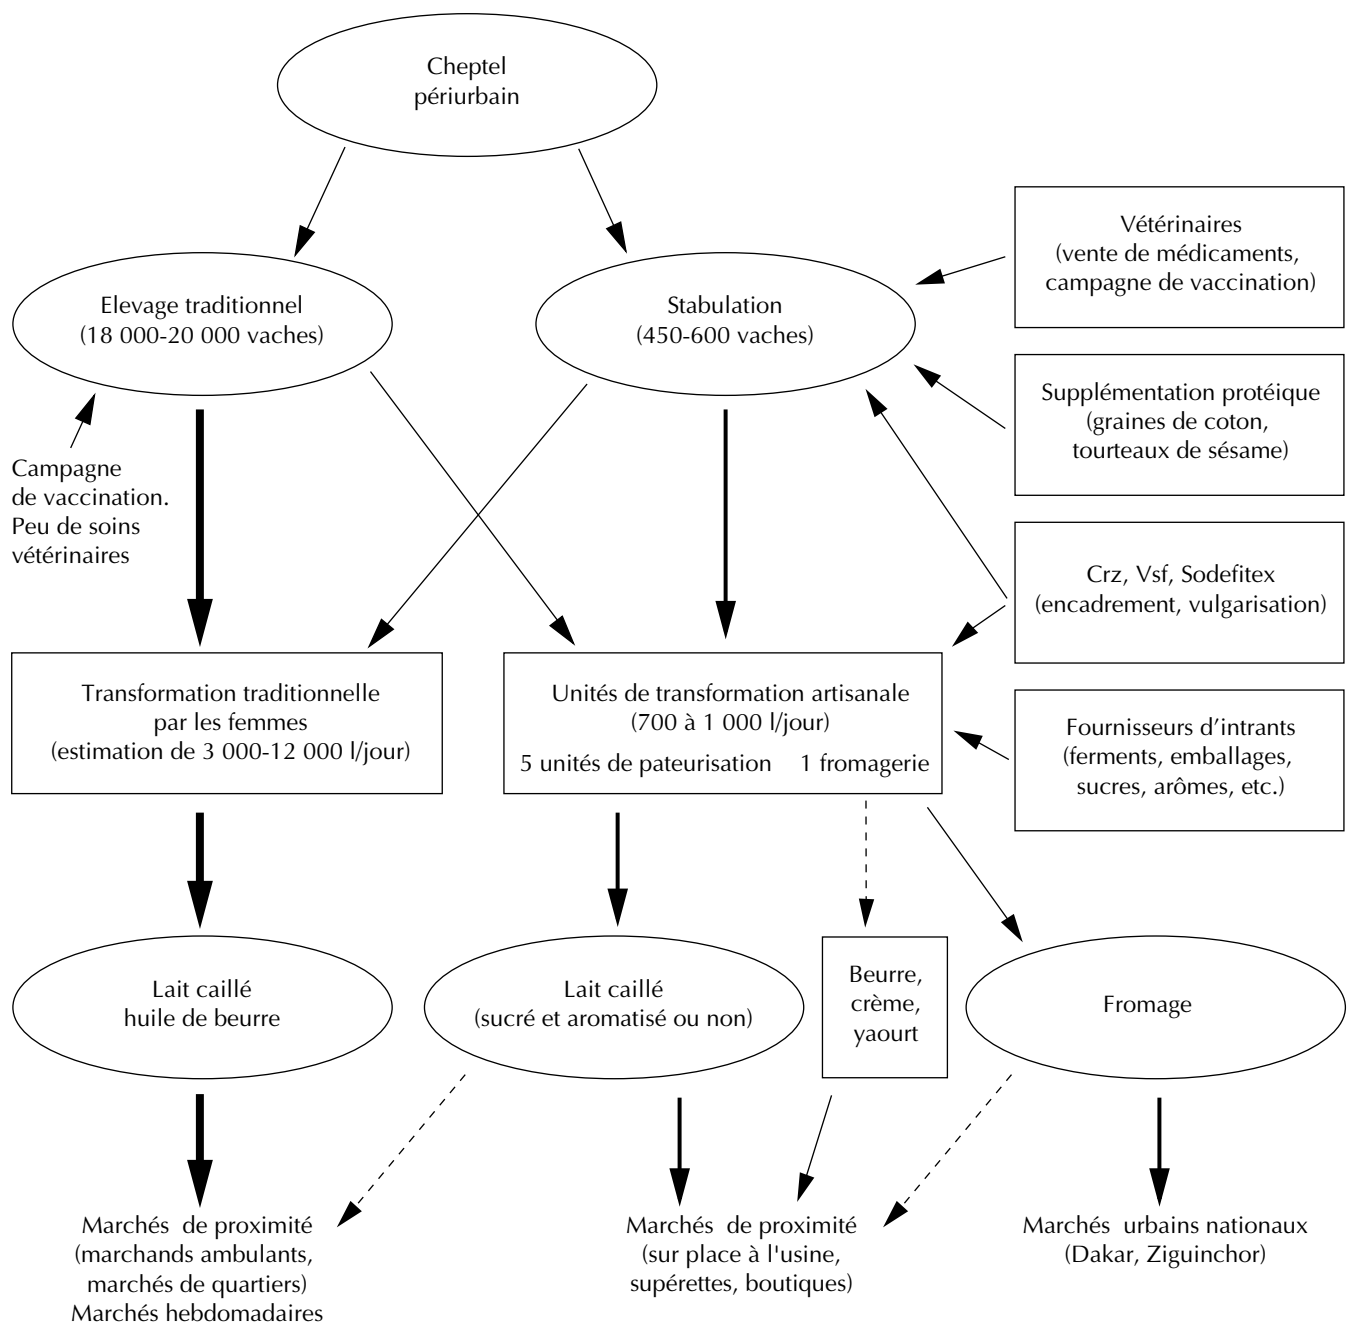 Cheptel
périurbain
Vétérinaires
(vente de médicaments,
campagne de vaccination)
Elevage traditionnel
(18 000-20 000 vaches)
Stabulation
(450-600 vaches)
Supplémentation protéique
(graines de coton,
tourteaux de sésame)
Campagne
de vaccination.
Peu de soins
vétérinaires
Crz, Vsf, Sodefitex
(encadrement, vulgarisation)
Transformation traditionnelle
par les femmes
(estimation de 3 000-12 000 l/jour)
Unités de transformation artisanale
(700 à 1 000 l/jour)
5 unités de pateurisation 1 fromagerie
Fournisseurs d’intrants
(ferments, emballages,
sucres, arômes, etc.)
Lait caillé
huile de beurre
Lait caillé
(sucré et aromatisé ou non)
Beurre,
crème,
yaourt
Fromage
Marchés de proximité
(marchands ambulants,
marchés de quartiers)
Marchés hebdomadaires
Marchés de proximité
(sur place à l'usine,
supérettes, boutiques)
Marchés urbains nationaux
(Dakar, Ziguinchor)